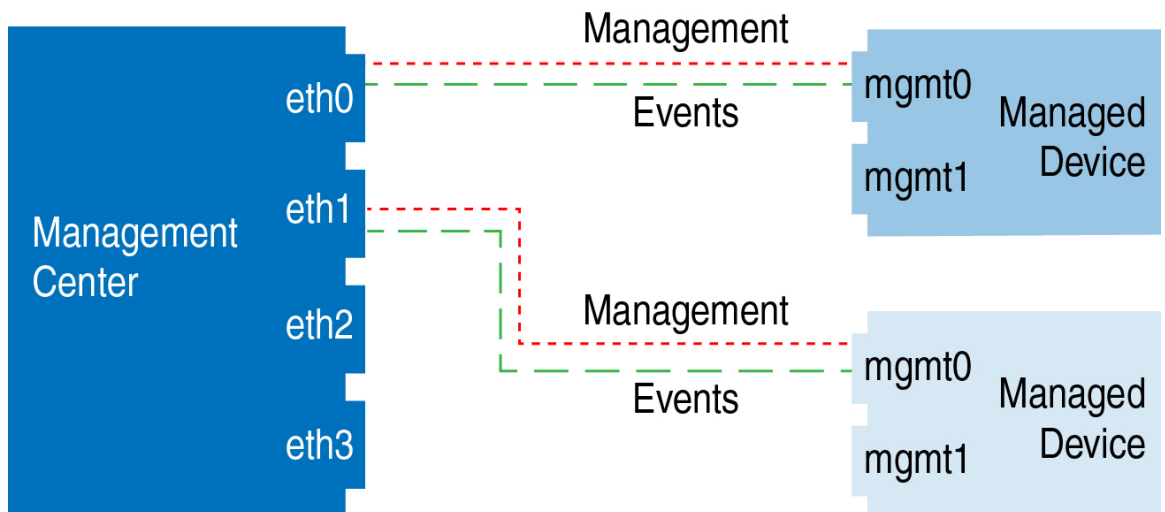 Management
Center
eth0
eth1
eth2
eth3
Management
Events
mgmt0
mgmt1
Managed
Device
Management
Events
mgmt0
mgmt1
Managed
Device